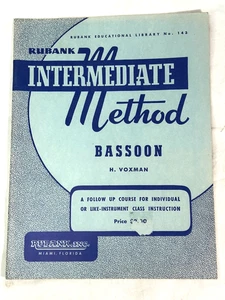 RUBANK EDUCATIONAL LIBRARY No. 143
RUBANK
INTERMEDIATE
Method
BASSOON
H. VOXMAN
A FOLLOW UP COURSE FOR INDIVIDUAL
OR LIKE-INSTRUMENT CLASS INSTRUCTION
Price
RUBANK, INC.
MIAMI, FLORIDA